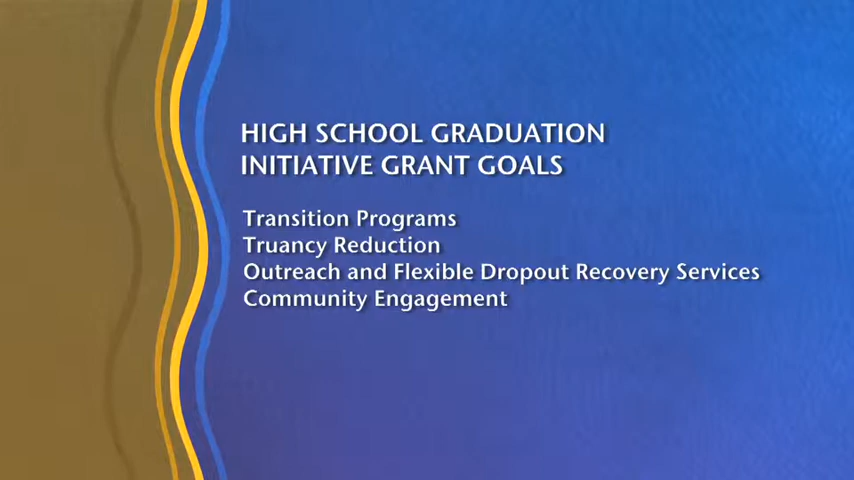 HIGH SCHOOL GRADUATION
INITIATIVE GRANT GOALS
Transition Programs
Truancy Reduction
Outreach and Flexible Dropout Recovery Services
Community Engagement